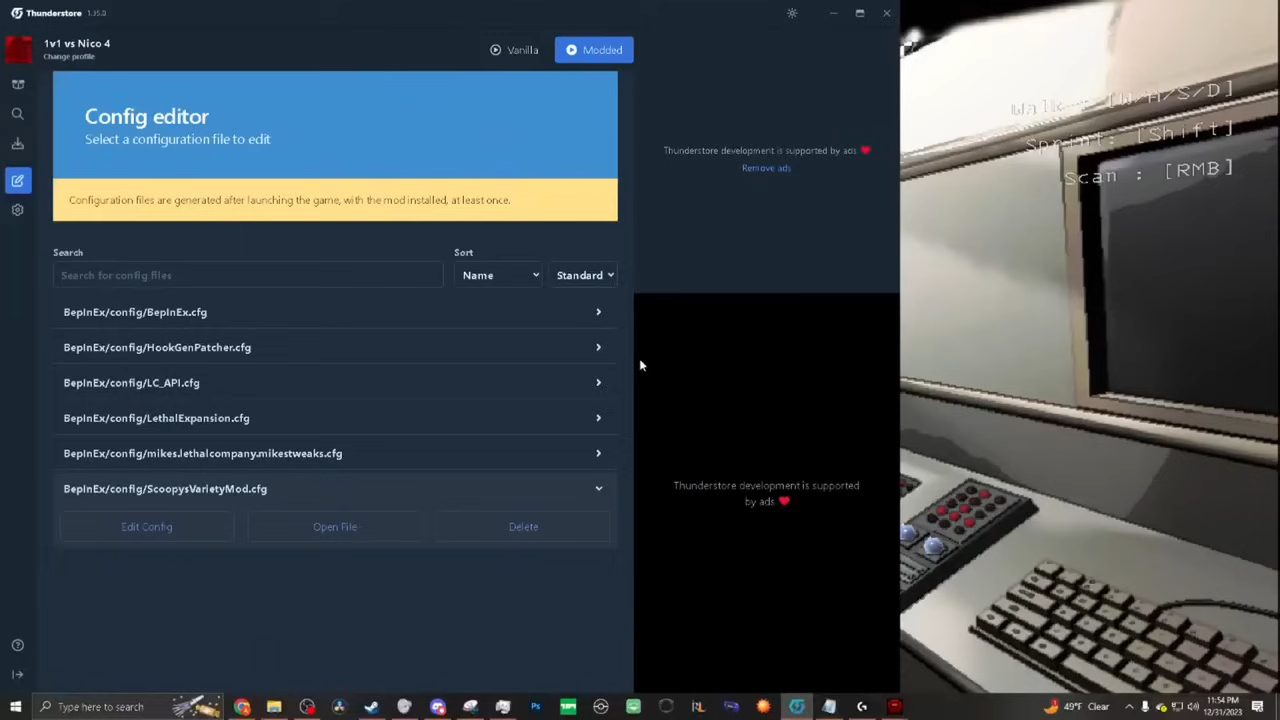 Thunderstore 1.35.0
1v1 vs Nico 4
Change profile
Vanilla
Modded
Config editor
Select a configuration file to edit
Configuration files are generated after launching the game, with the mod installed, at least once.
Search
Sort
Search for config files
Name
Standard
BepInEx/config/BepInEx.cfg
BepInEx/config/HookGenPatcher.cfg
BepInEx/config/LC_API.cfg
BepInEx/config/LethalExpansion.cfg
BepInEx/config/mikes.lethalcompany.mikestweaks.cfg
BepInEx/config/ScoopysVarietyMod.cfg
Edit Config
Open File
Delete
Thunderstore development is supported by ads
Remove ads
Thunderstore development is supported
by ads
Walk : [W/A/S/D]
Sprint: [Shift]
Scan : [RMB]
Type here to search
49°F Clear
11:54 PM
12/31/2023